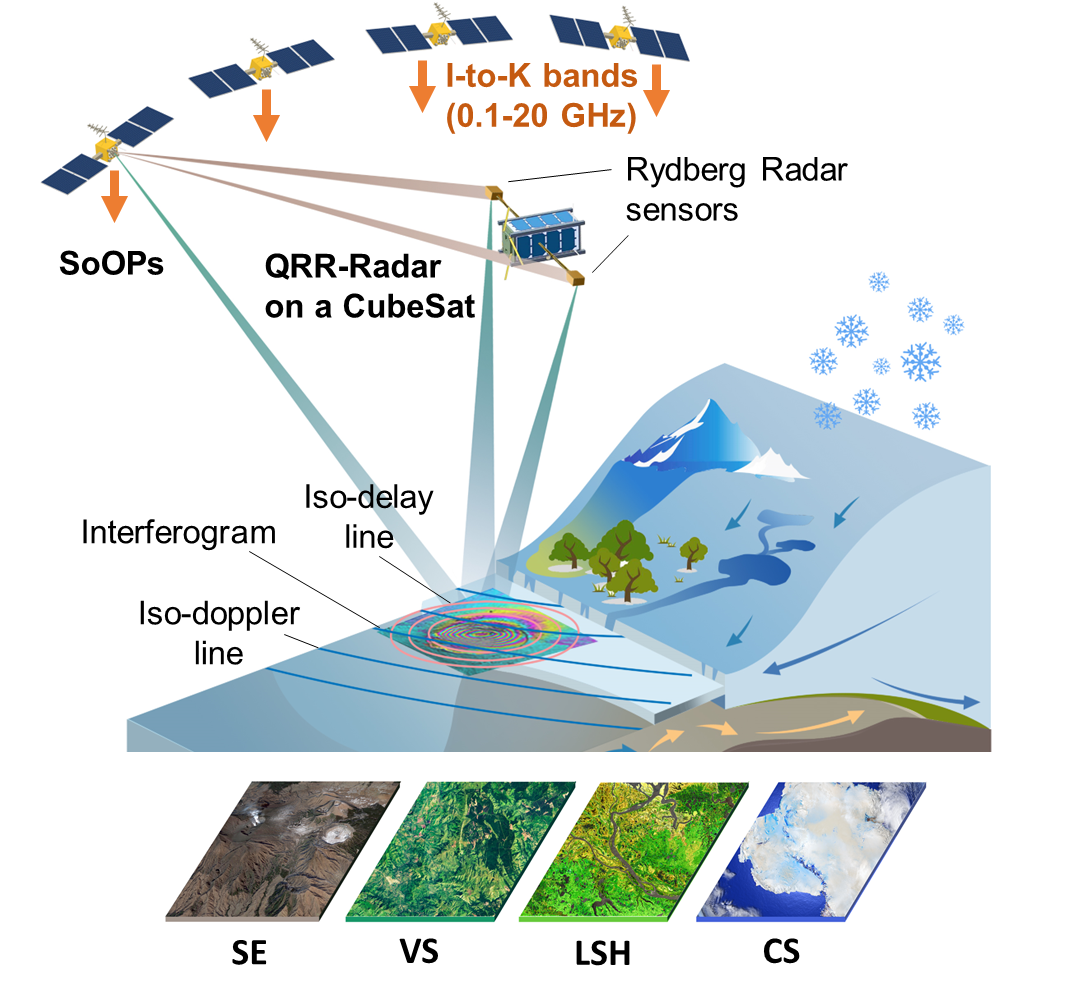 I-to-K bands
(0.1-20 GHz)
Rydberg Radar
sensors
SoOPs
QRR-Radar
on a CubeSat
Iso-delay
line
Interferogram
Iso-doppler
line
SE
VS
LSH
CS